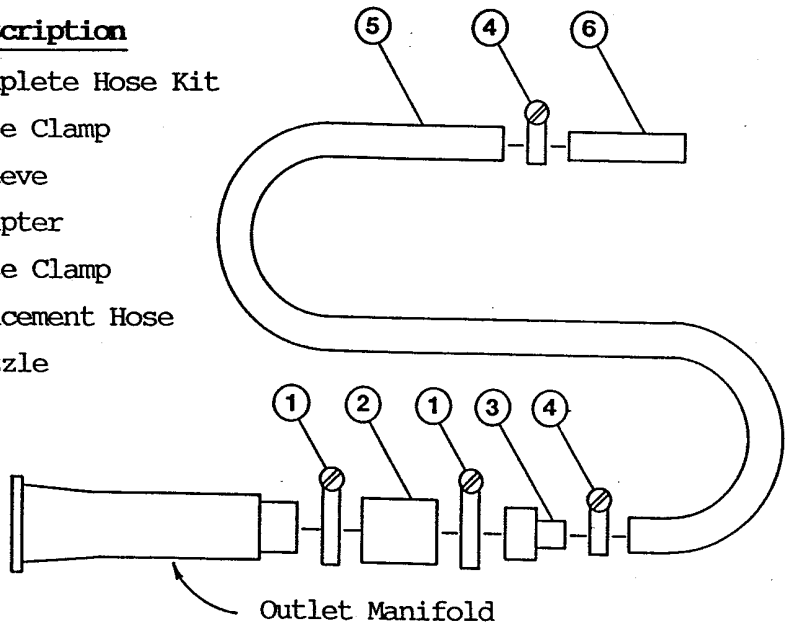 cription
plete Hose Kit
e Clamp
eve
pter
e Clamp
cement Hose
zle
5 4 6
1 2 1 3 4
Outlet Manifold